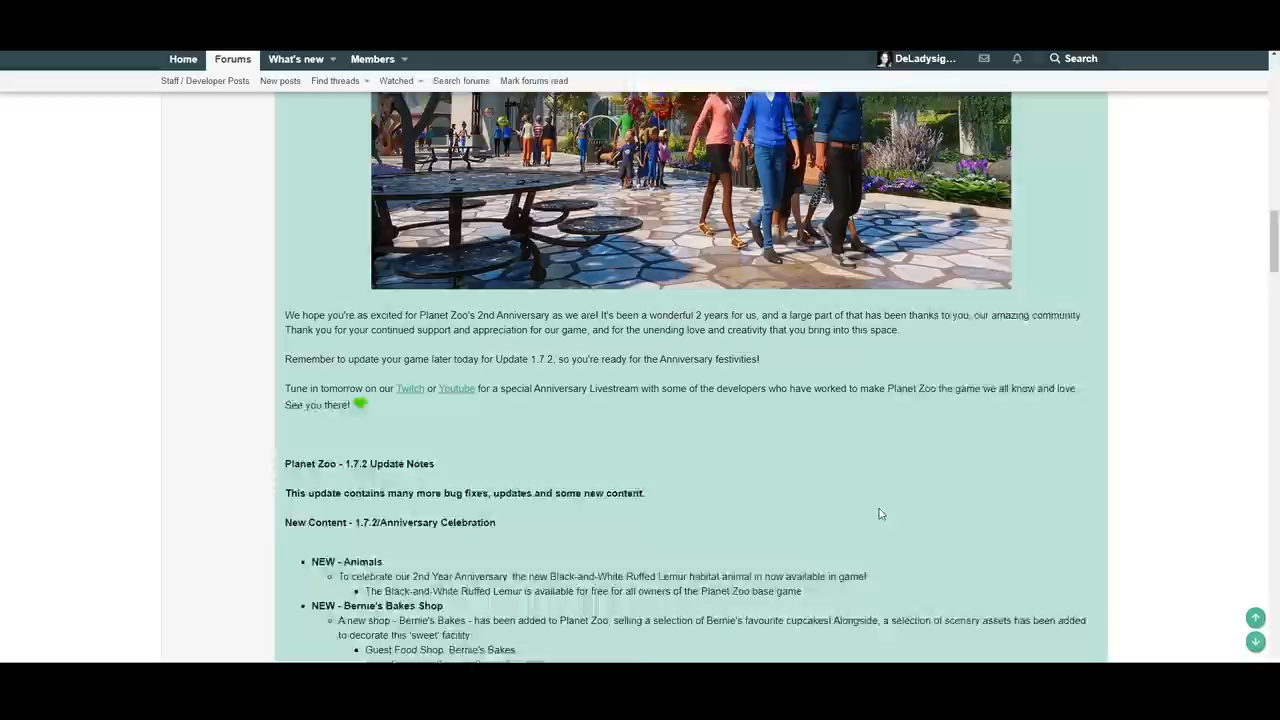 Home Forums What's new Members DeLadysig... Search
Staff / Developer Posts New posts Find threads Watched Search forums Mark forums read
We hope you're as excited for Planet Zoo's 2nd Anniversary as we are! It's been a wonderful 2 years for us, and a large part of that has been thanks to you, our amazing community
Thank you for your continued support and appreciation for our game, and for the unending love and creativity that you bring into this space.
Remember to update your game later today for Update 1.7.2, so you're ready for the Anniversary festivities!
Tune in tomorrow on our Twitch or Youtube for a special Anniversary Livestream with some of the developers who have worked to make Planet Zoo the game we all know and love
See you there!
Planet Zoo - 1.7.2 Update Notes
This update contains many more bug fixes, updates and some new content.
New Content - 1.7.2/Anniversary Celebration
NEW - Animals
To celebrate our 2nd Year Anniversary the new Black-and-White Ruffed Lemur habitat animal in now available in game!
The Black-and-White Ruffed Lemur is available for free for all owners of the Planet Zoo base game
NEW - Bernie's Bakes Shop
A new shop - Bernie's Bakes - has been added to Planet Zoo, selling a selection of Bernie's favourite cupcakes! Alongside, a selection of scenery assets has been added
to decorate this 'sweet' facility
Guest Food Shop Bernie's Bakes